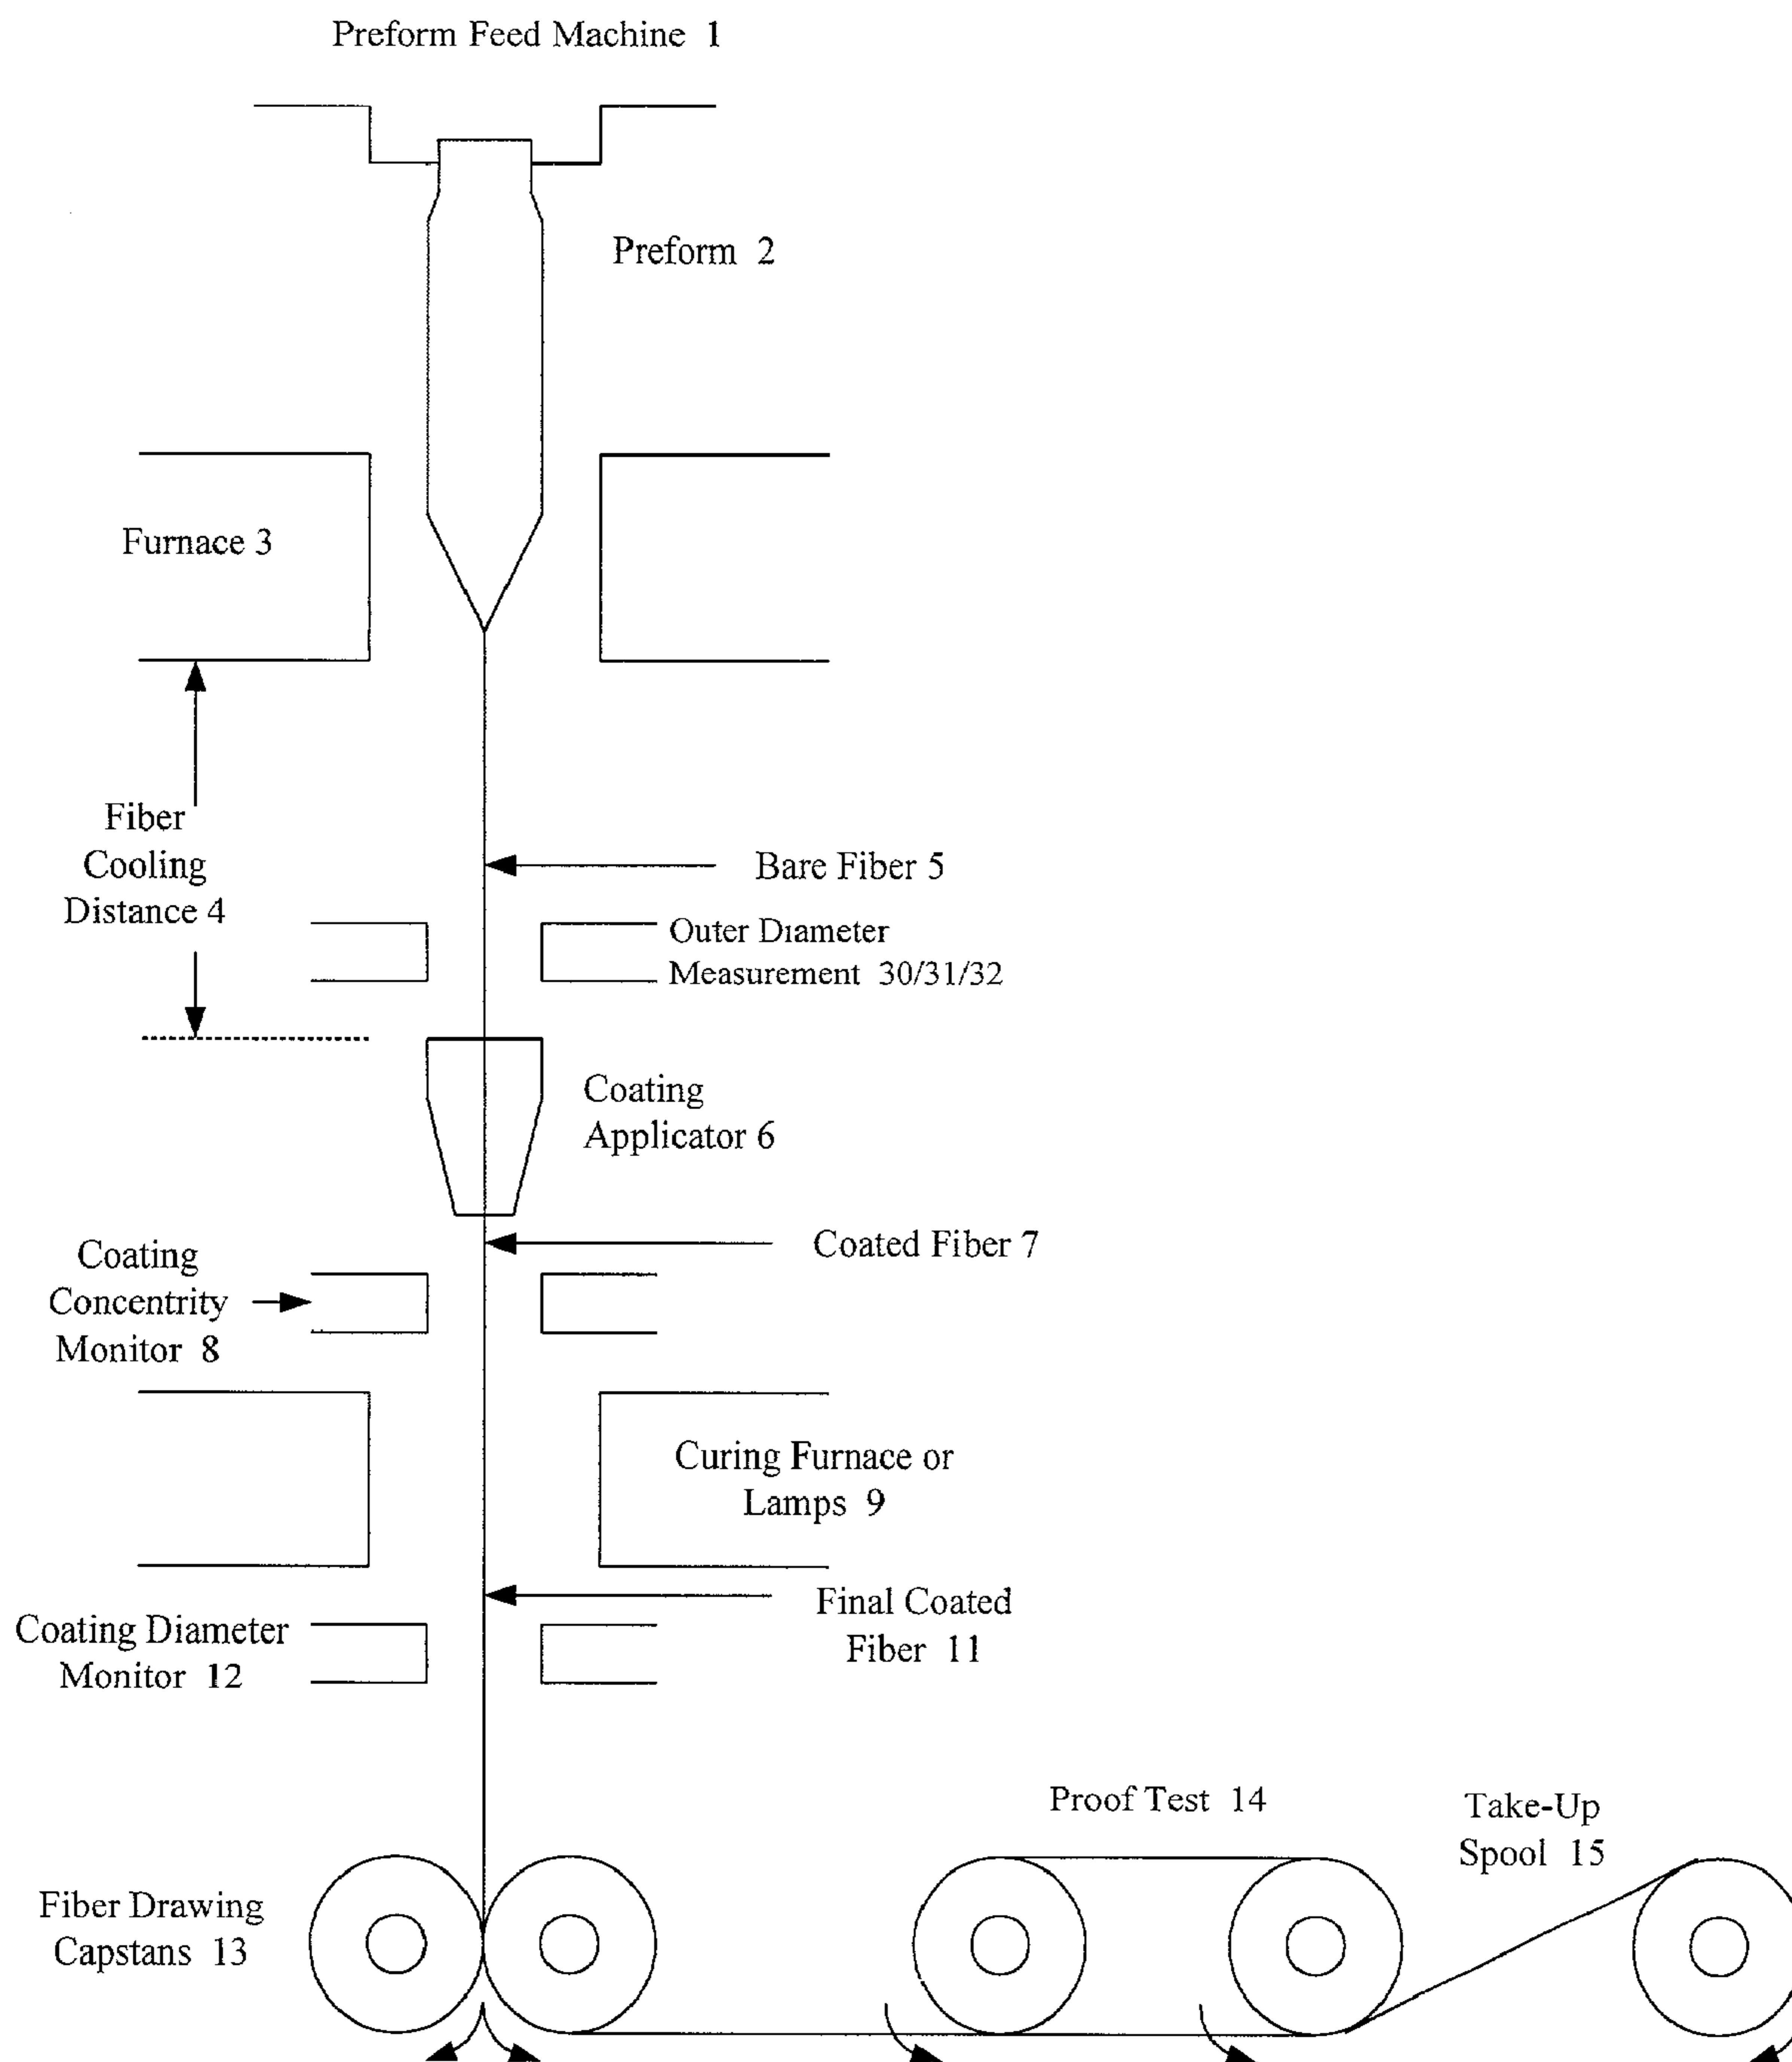 Preform Feed Machine 1
Preform 2
Furnace 3
Fiber
Cooling
Distance 4
Bare Fiber 5
Outer Diameter
Measurement 30/31/32
Coating
Applicator 6
Coated Fiber 7
Coating
Concentrity
Monitor 8
Curing Furnace or
Lamps 9
Final Coated
Fiber 11
Coating Diameter
Monitor 12
Proof Test 14
Take-Up
Spool 15
Fiber Drawing
Capstans 13